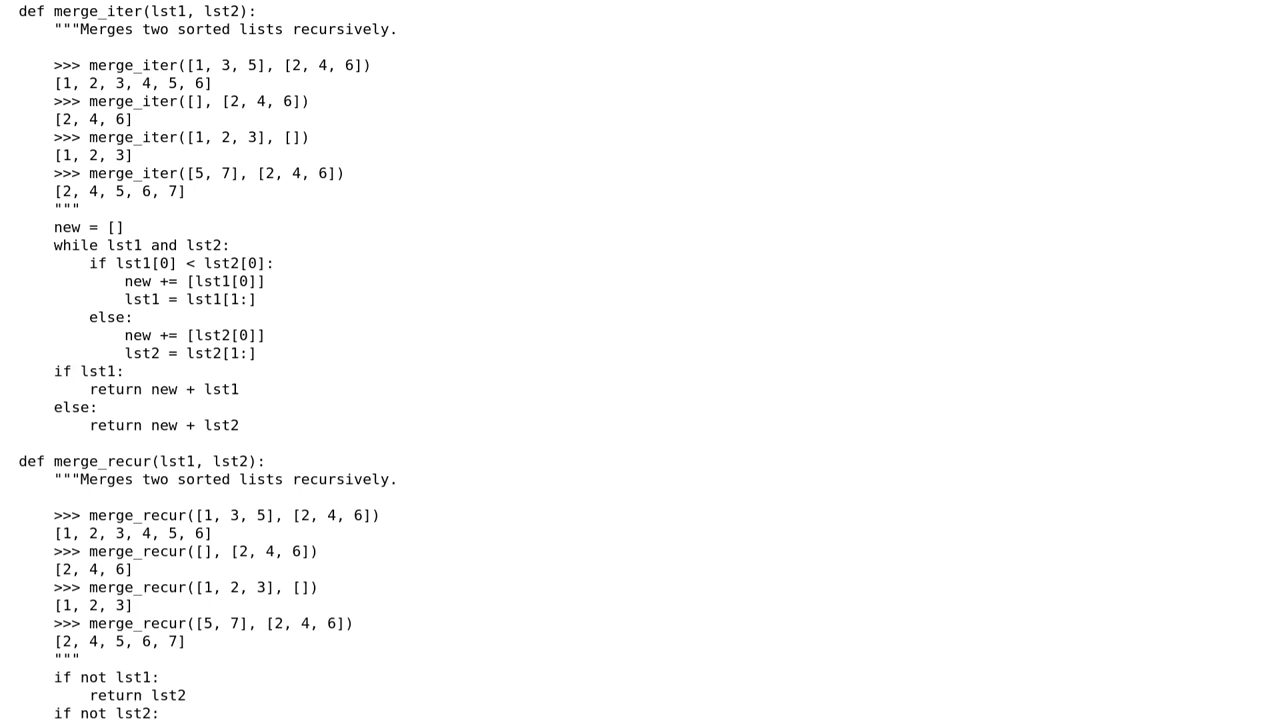 def merge_iter(lst1, lst2):
    """Merges two sorted lists recursively.

    >>> merge_iter([1, 3, 5], [2, 4, 6])
    [1, 2, 3, 4, 5, 6]
    >>> merge_iter([], [2, 4, 6])
    [2, 4, 6]
    >>> merge_iter([1, 2, 3], [])
    [1, 2, 3]
    >>> merge_iter([5, 7], [2, 4, 6])
    [2, 4, 5, 6, 7]
    """
    new = []
    while lst1 and lst2:
        if lst1[0] < lst2[0]:
            new += [lst1[0]]
            lst1 = lst1[1:]
        else:
            new += [lst2[0]]
            lst2 = lst2[1:]
    if lst1:
        return new + lst1
    else:
        return new + lst2

def merge_recur(lst1, lst2):
    """Merges two sorted lists recursively.

    >>> merge_recur([1, 3, 5], [2, 4, 6])
    [1, 2, 3, 4, 5, 6]
    >>> merge_recur([], [2, 4, 6])
    [2, 4, 6]
    >>> merge_recur([1, 2, 3], [])
    [1, 2, 3]
    >>> merge_recur([5, 7], [2, 4, 6])
    [2, 4, 5, 6, 7]
    """
    if not lst1:
        return lst2
    if not lst2: